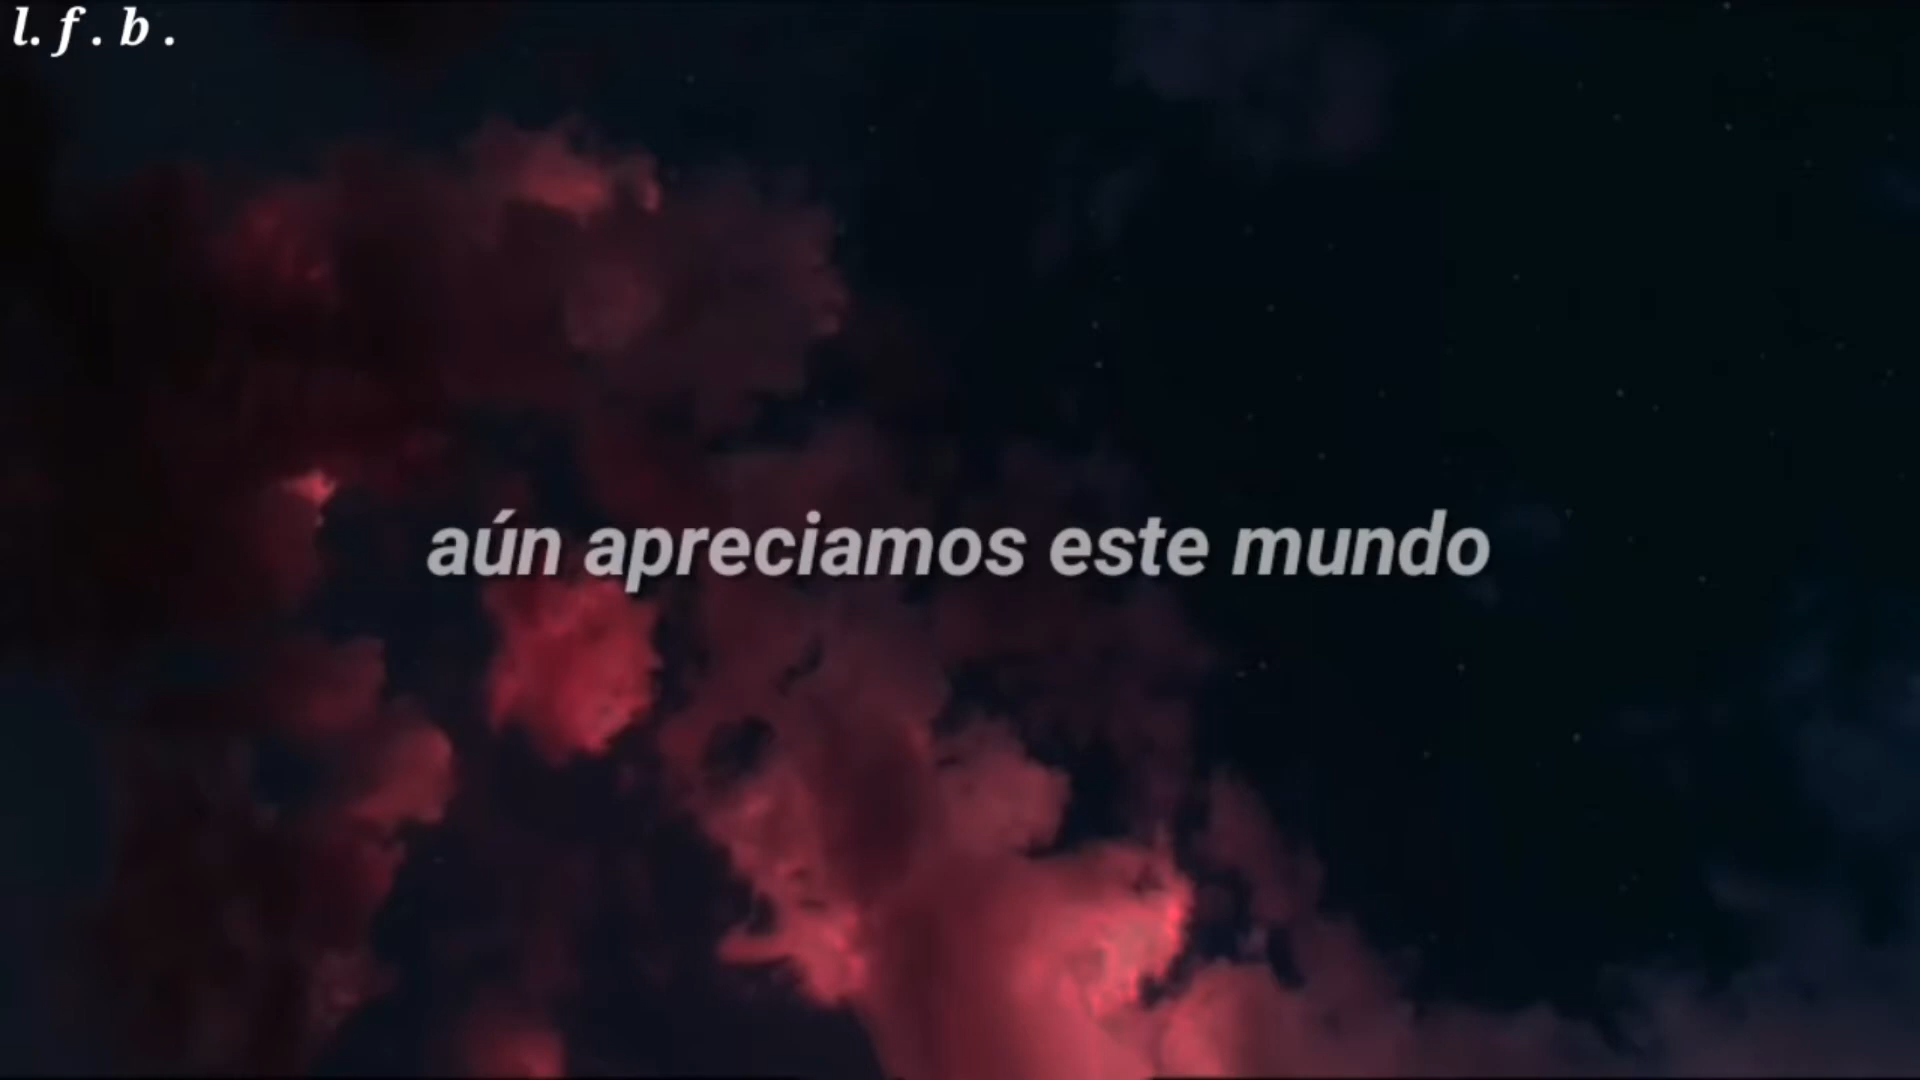 l. f . b .
aún apreciamos este mundo